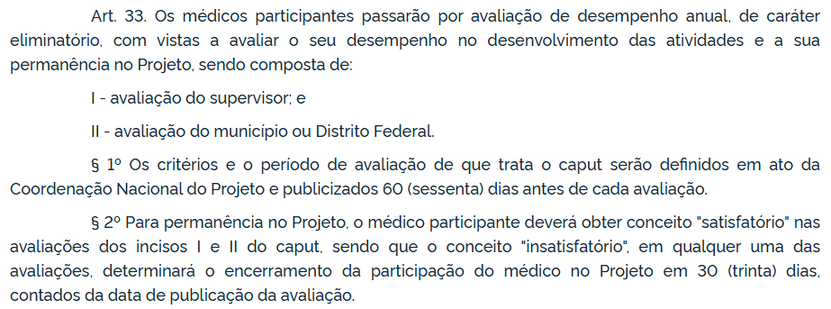 Art. 33. Os médicos participantes passarão por avaliação de desempenho anual, de caráter
eliminatório, com vistas a avaliar o seu desempenho no desenvolvimento das atividades e a sua
permanência no Projeto, sendo composta de:
I - avaliação do supervisor; e
II - avaliação do município ou Distrito Federal.
§ 1º Os critérios e o período de avaliação de que trata o caput serão definidos em ato da
Coordenação Nacional do Projeto e publicizados 60 (sessenta) dias antes de cada avaliação.
§ 2º Para permanência no Projeto, o médico participante deverá obter conceito "satisfatório" nas
avaliações dos incisos I e II do caput, sendo que o conceito "insatisfatório", em qualquer uma das
avaliações, determinará o encerramento da participação do médico no Projeto em 30 (trinta) dias,
contados da data de publicação da avaliação.